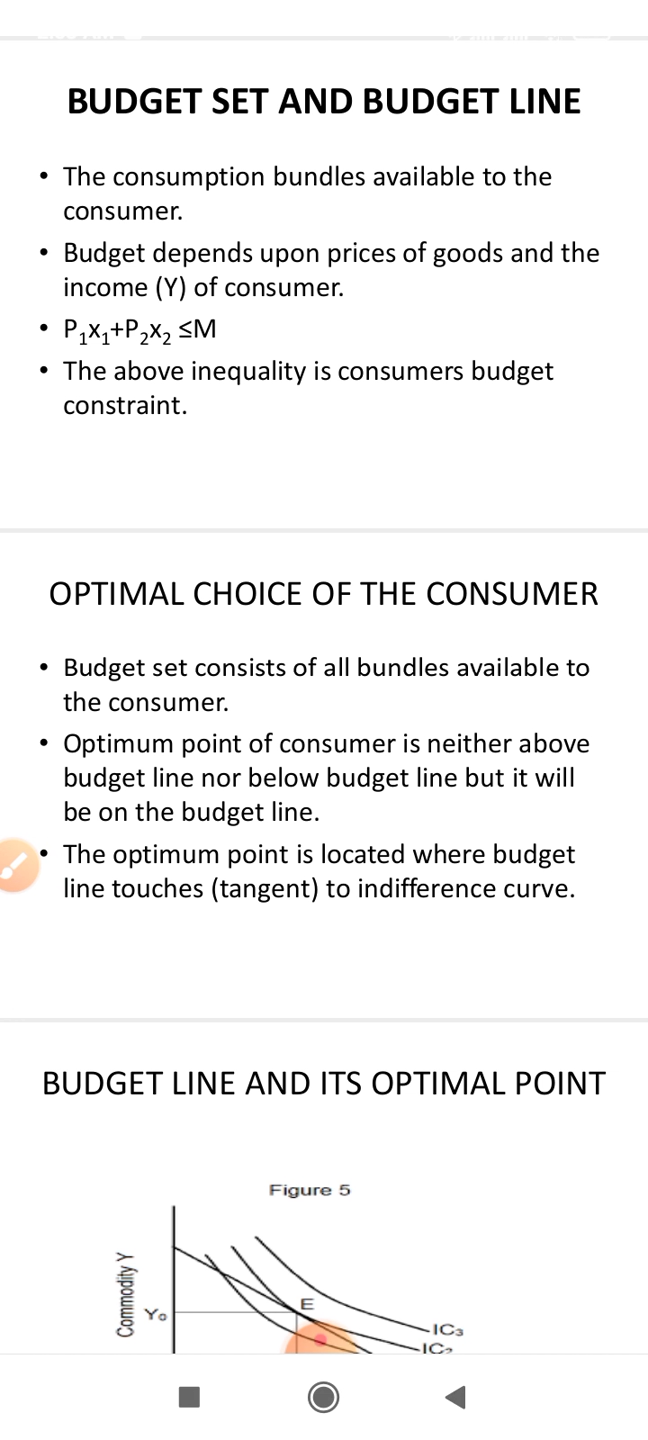 BUDGET SET AND BUDGET LINE
• The consumption bundles available to the
consumer.
• Budget depends upon prices of goods and the
income (Y) of consumer.
• P₁x₁+P₂x₂ ≤M
• The above inequality is consumers budget
constraint.
OPTIMAL CHOICE OF THE CONSUMER
• Budget set consists of all bundles available to
the consumer.
• Optimum point of consumer is neither above
budget line nor below budget line but it will
be on the budget line.
• The optimum point is located where budget
line touches (tangent) to indifference curve.
BUDGET LINE AND ITS OPTIMAL POINT
Figure 5
Commodity Y
E
Y₀
IC₃
IC₂